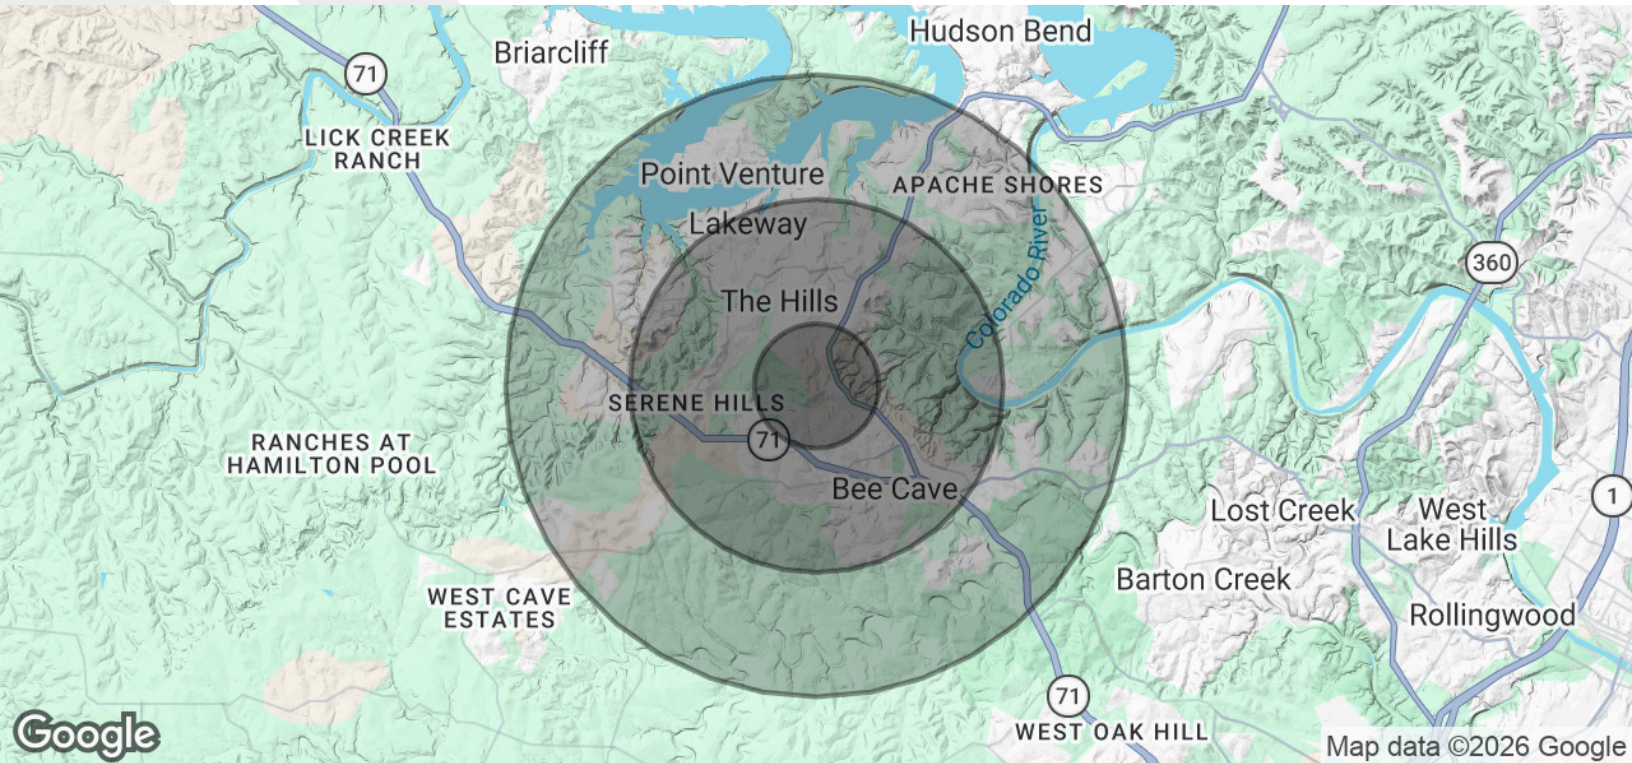 Hudson Bend
Briarcliff
71
LICK CREEK
RANCH
Point Venture
APACHE SHORES
Lakeway
Colorado River
360
The Hills
SERENE HILLS
71
RANCHES AT
HAMILTON POOL
Bee Cave
1
Lost Creek
West
Lake Hills
Barton Creek
WEST CAVE
ESTATES
Rollingwood
71
WEST OAK HILL
Google
Map data ©2026 Google